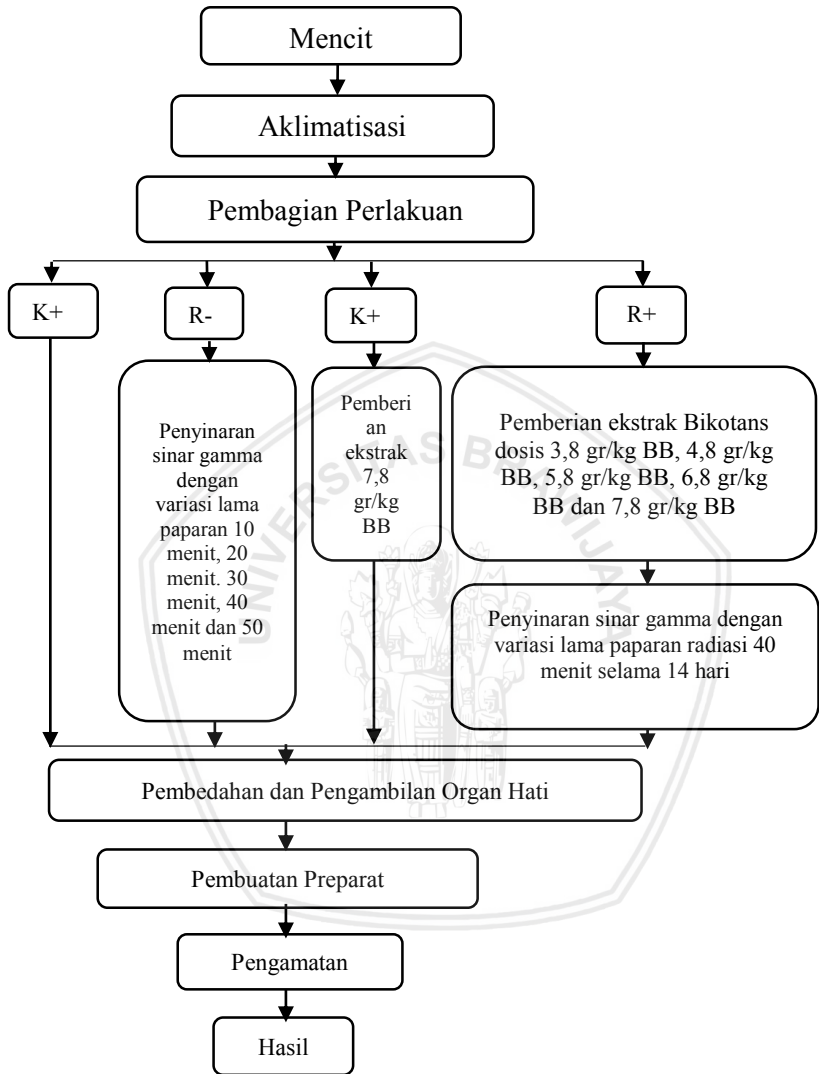 Mencit
Aklimatisasi
Pembagian Perlakuan
K+
R-
K+
R+
Penyinaran
sinar gamma
dengan
variasi lama
paparan 10
menit, 20
menit. 30
menit, 40
menit dan 50
menit
Pemberi
an
ekstrak
7,8
gr/kg
BB
Pemberian ekstrak Bikotans
dosis 3,8 gr/kg BB, 4,8 gr/kg
BB, 5,8 gr/kg BB, 6,8 gr/kg
BB dan 7,8 gr/kg BB
Penyinaran sinar gamma dengan
variasi lama paparan radiasi 40
menit selama 14 hari
Pembedahan dan Pengambilan Organ Hati
Pembuatan Preparat
Pengamatan
Hasil
UNIVERSITAS BRAWIJAYA